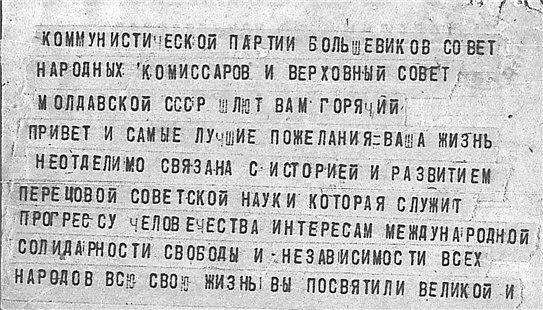 КОММУНИСТИЧЕСКОЙ ПАРТИИ БОЛЬШЕВИКОВ СОВЕТ
НАРОДНЫХ КОМИССАРОВ И ВЕРХОВНЫЙ СОВЕТ
МОЛДАВСКОЙ СССР ШЛЮТ ВАМ ГОРЯЧИЙ
ПРИВЕТ И САМЫЕ ЛУЧШИЕ ПОЖЕЛАНИЯ=ВАША ЖИЗНЬ
НЕОТДЕЛИМО СВЯЗАНА С ИСТОРИЕЙ И РАЗВИТИЕМ
ПЕРЕЦОВОЙ СОВЕТСКОЙ НАУКИ КОТОРАЯ СЛУЖИТ
ПРОГРЕССУ ЧЕЛОВЕЧЕСТВА ИНТЕРЕСАМ МЕЖДУНАРОДНОЙ
СОЛИДАРНОСТИ СВОБОДЫ И НЕЗАВИСИМОСТИ ВСЕХ
НАРОДОВ ВСЮ СВОЮ ЖИЗНЬ ВЫ ПОСВЯТИЛИ ВЕЛИКОЙ И